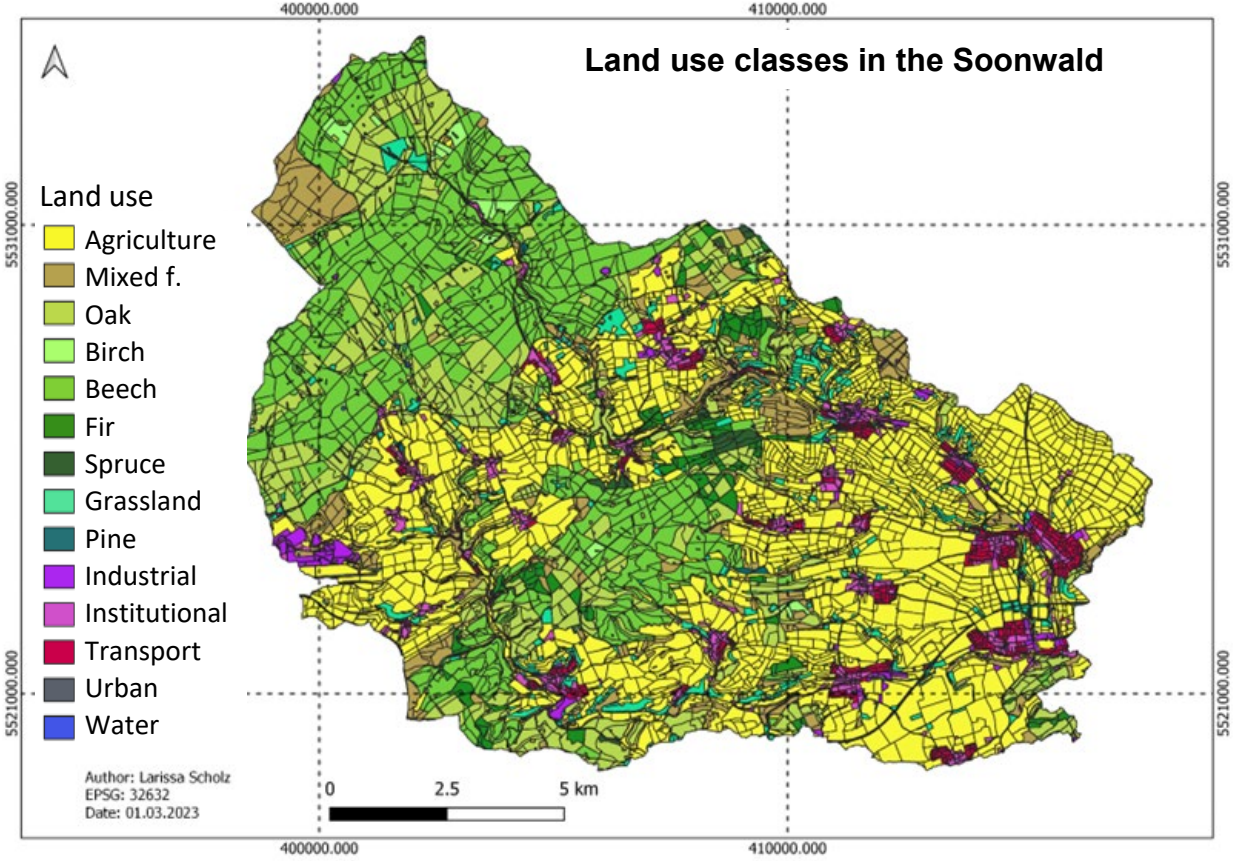 400000.000
410000.000
Land use classes in the Soonwald
5531000.000
5531000.000
Land use
Agriculture
Mixed f.
Oak
Birch
Beech
Fir
Spruce
Grassland
Pine
Industrial
Institutional
Transport
Urban
Water
5521000.000
5521000.000
Author: Larissa Scholz
EPSG: 32632
Date: 01.03.2023
0 2.5 5 km
400000.000
410000.000